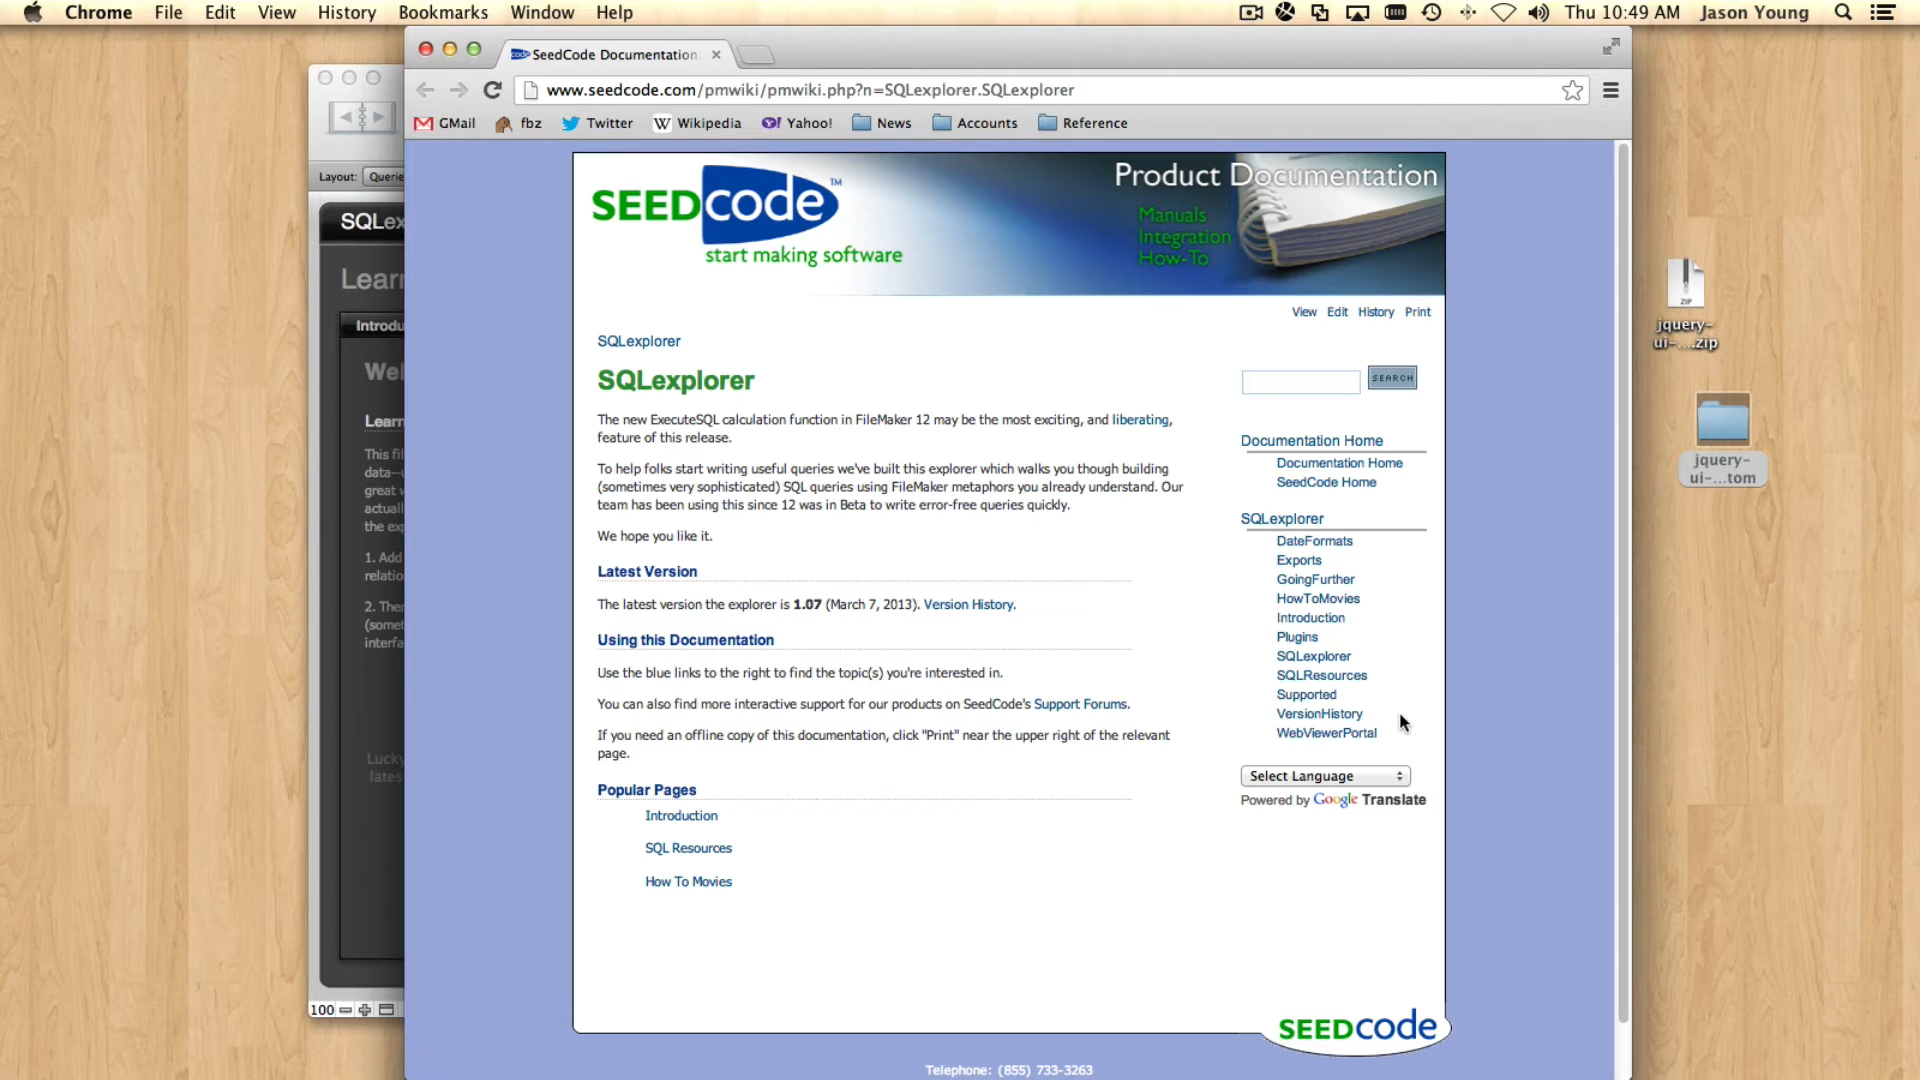 Chrome File Edit View History Bookmarks Window Help Thu 10:49 AM Jason Young
SeedCode Documentation
www.seedcode.com/pmwiki/pmwiki.php?n=SQLexplorer.SQLexplorer
GMail fbz Twitter Wikipedia Yahoo! News Accounts Reference
Layout: Querie
SQLex
Learn
Introdu
Wel
Learn
This fil
data--u
great w
actuall
the exp
1. Add
relatio
2. Ther
(somet
interfa
Lucky
lates
100
SEEDcode™
start making software
Product Documentation
Manuals
Integration
How-To
View Edit History Print
SQLexplorer
SQLexplorer
The new ExecuteSQL calculation function in FileMaker 12 may be the most exciting, and liberating,
feature of this release.
To help folks start writing useful queries we've built this explorer which walks you though building
(sometimes very sophisticated) SQL queries using FileMaker metaphors you already understand. Our
team has been using this since 12 was in Beta to write error-free queries quickly.
We hope you like it.
Latest Version
The latest version the explorer is 1.07 (March 7, 2013). Version History.
Using this Documentation
Use the blue links to the right to find the topic(s) you're interested in.
You can also find more interactive support for our products on SeedCode's Support Forums.
If you need an offline copy of this documentation, click "Print" near the upper right of the relevant
page.
Popular Pages
Introduction
SQL Resources
How To Movies
SEARCH
Documentation Home
Documentation Home
SeedCode Home
SQLexplorer
DateFormats
Exports
GoingFurther
HowToMovies
Introduction
Plugins
SQLexplorer
SQLResources
Supported
VersionHistory
WebViewerPortal
Select Language
Powered by Google Translate
SEEDcode
Telephone: (855) 733-3263
ZIP
jquery-
ui-....zip
jquery-
ui-...tom